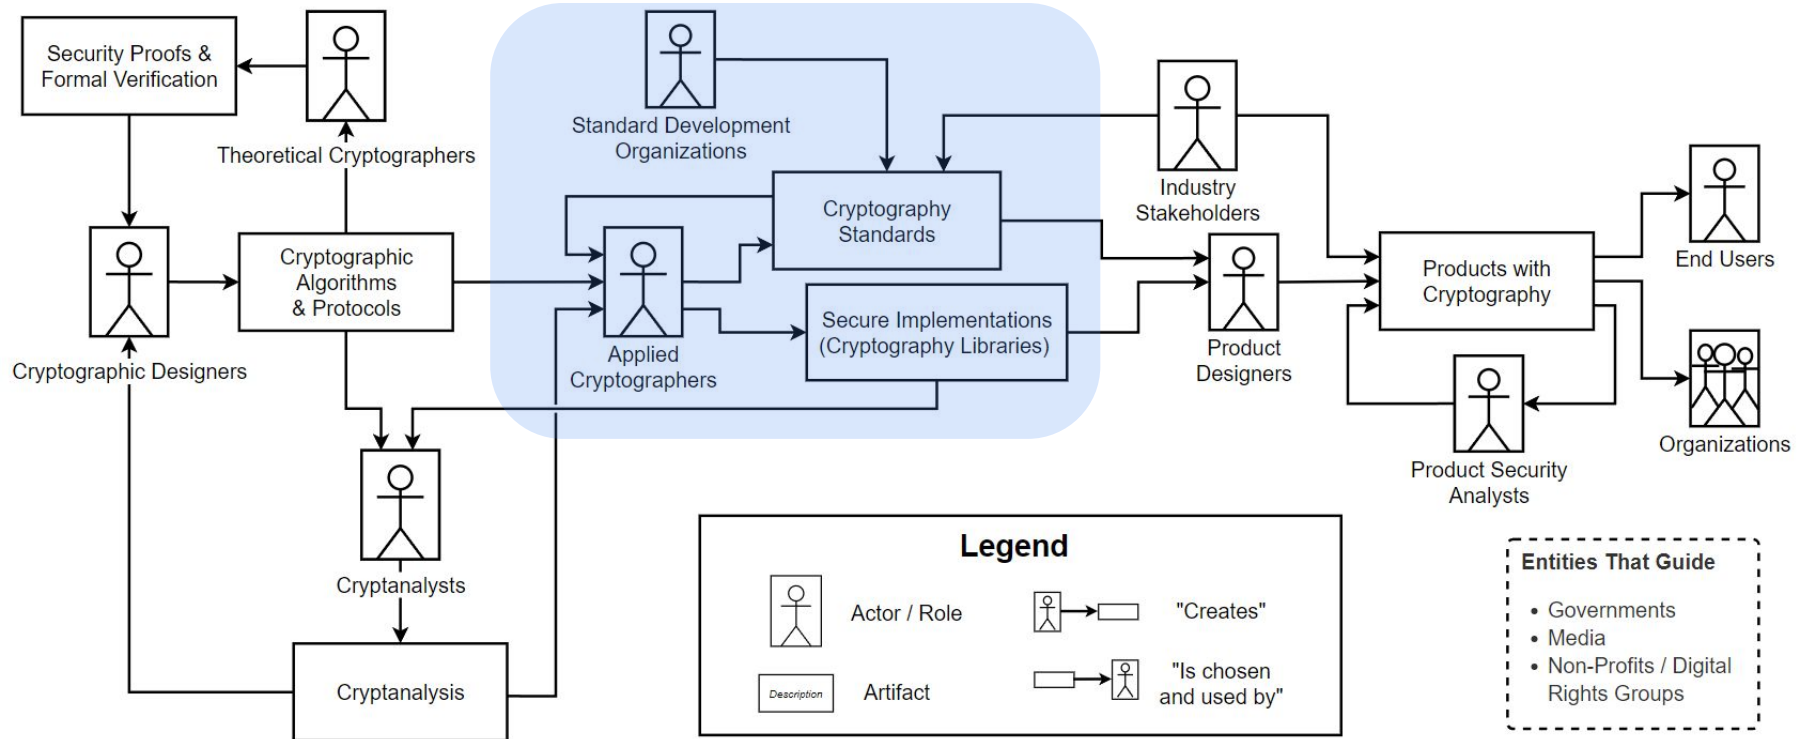 Security Proofs &
Formal Verification
Theoretical Cryptographers
Standard Development
Organizations
Industry
Stakeholders
Cryptography
Standards
End Users
Cryptographic Designers
Cryptographic
Algorithms
& Protocols
Applied
Cryptographers
Secure Implementations
(Cryptography Libraries)
Product
Designers
Products with
Cryptography
Organizations
Product Security
Analysts
Cryptanalysts
Cryptanalysis
Legend
Actor / Role
"Creates"
Description
Artifact
"Is chosen
and used by"
Entities That Guide
• Governments
• Media
• Non-Profits / Digital
Rights Groups